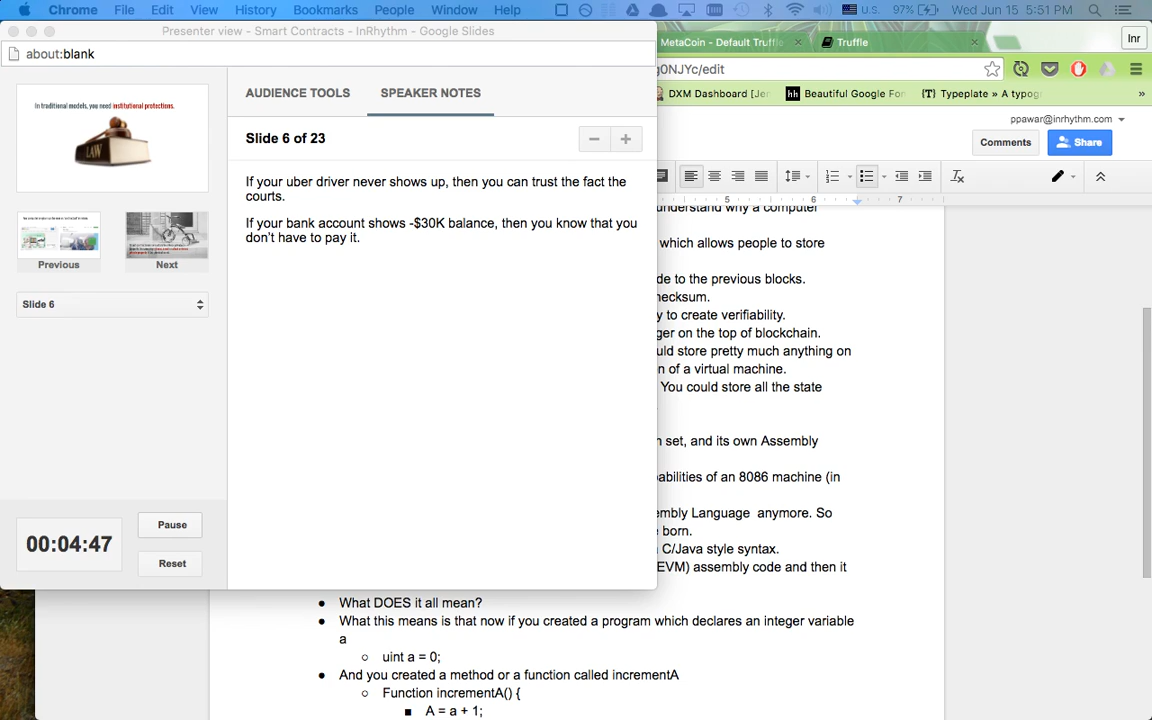 Chrome File Edit View History Bookmarks People Window Help U.S. 97% Wed Jun 15 5:51 PM
Presenter view - Smart Contracts - InRhythm - Google Slides
MetaCoin - Default Truffle
Truffle
Inr
about:blank
g0NJYc/edit
DXM Dashboard [Jen
Beautiful Google Fon
Typeplate » A typogr
»
In traditional models, you need institutional protections.
LAW
AUDIENCE TOOLS SPEAKER NOTES
ppawar@inrhythm.com
Comments Share
Slide 6 of 23
If your uber driver never shows up, then you can trust the fact the
courts.
If your bank account shows -$30K balance, then you know that you
don't have to pay it.
Previous Next
Slide 6
00:04:47
Pause
Reset
6 7
understand why a computer
which allows people to store
de to the previous blocks.
hecksum.
y to create verifiability.
ger on the top of blockchain.
uld store pretty much anything on
n of a virtual machine.
You could store all the state
n set, and its own Assembly
abilities of an 8086 machine (in
embly Language anymore. So
e born.
C/Java style syntax.
EVM) assembly code and then it
● What DOES it all mean?
● What this means is that now if you created a program which declares an integer variable
a
○ uint a = 0;
● And you created a method or a function called incrementA
○ Function incrementA() {
■ A = a + 1;